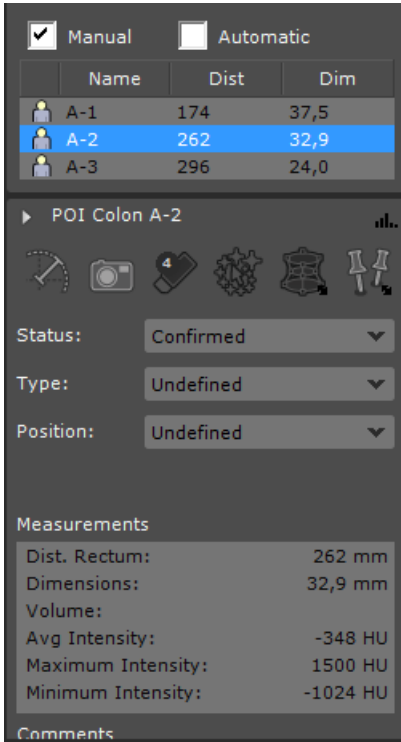 Manual Automatic
Name Dist Dim
A-1 174 37,5
A-2 262 32,9
A-3 296 24,0
POI Colon A-2
4
Status: Confirmed
Type: Undefined
Position: Undefined
Measurements
Dist. Rectum: 262 mm
Dimensions: 32,9 mm
Volume:
Avg Intensity: -348 HU
Maximum Intensity: 1500 HU
Minimum Intensity: -1024 HU
Comments